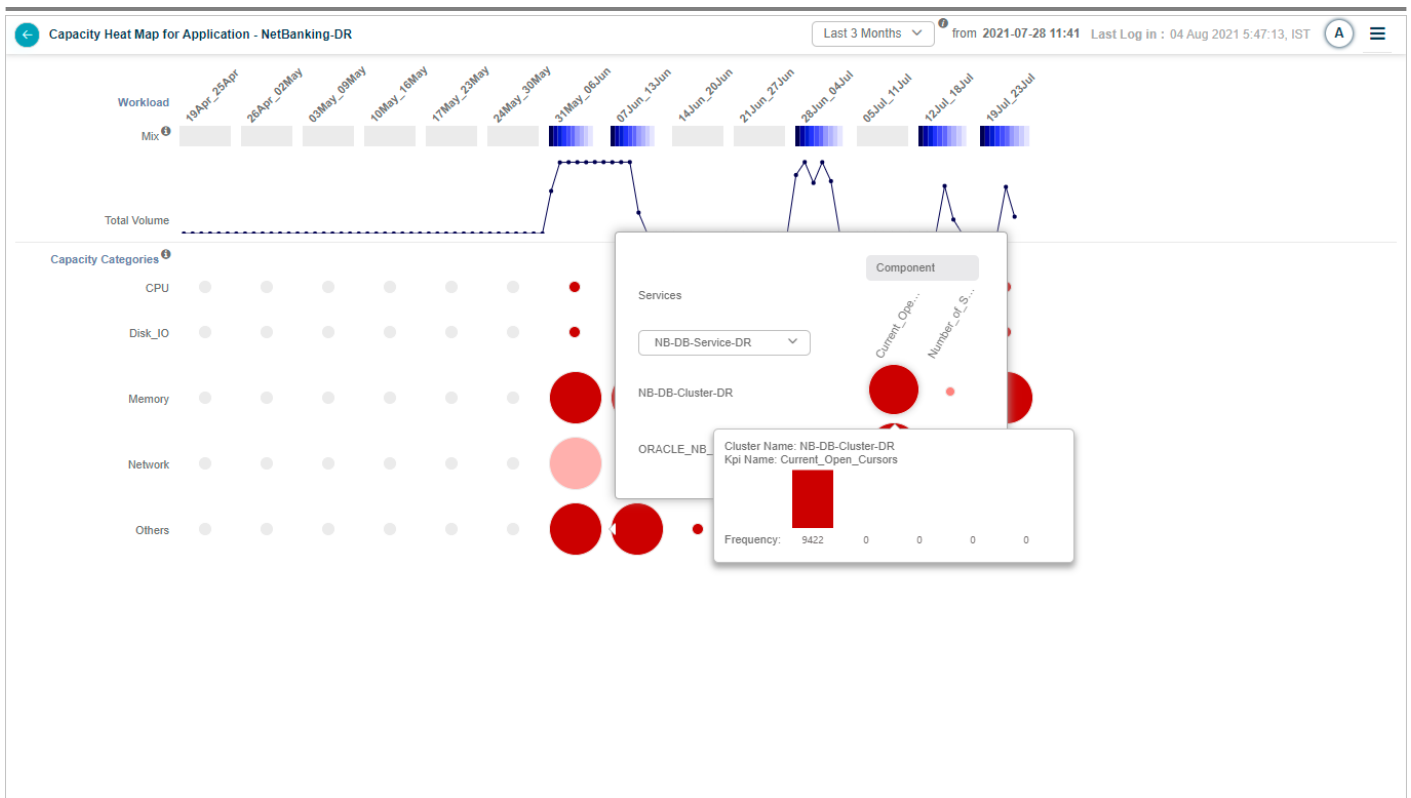 Capacity Heat Map for Application - NetBanking-DR
Last 3 Months
from 2021-07-28 11:41 Last Log in : 04 Aug 2021 5:47:13, IST
A
Workload
19Apr_25Apr
26Apr_02May
03May_09May
10May_16May
17May_23May
24May_30May
31May_06Jun
07Jun_13Jun
14Jun_20Jun
21Jun_27Jun
28Jun_04Jul
05Jul_11Jul
12Jul_18Jul
19Jul_23Jul
Mix
Total Volume
Capacity Categories
CPU
Disk_IO
Memory
Network
Others
Component
Services
Current_Ope...
Number_of_S...
NB-DB-Service-DR
NB-DB-Cluster-DR
ORACLE_NB_
Cluster Name: NB-DB-Cluster-DR
Kpi Name: Current_Open_Cursors
Frequency: 9422 0 0 0 0